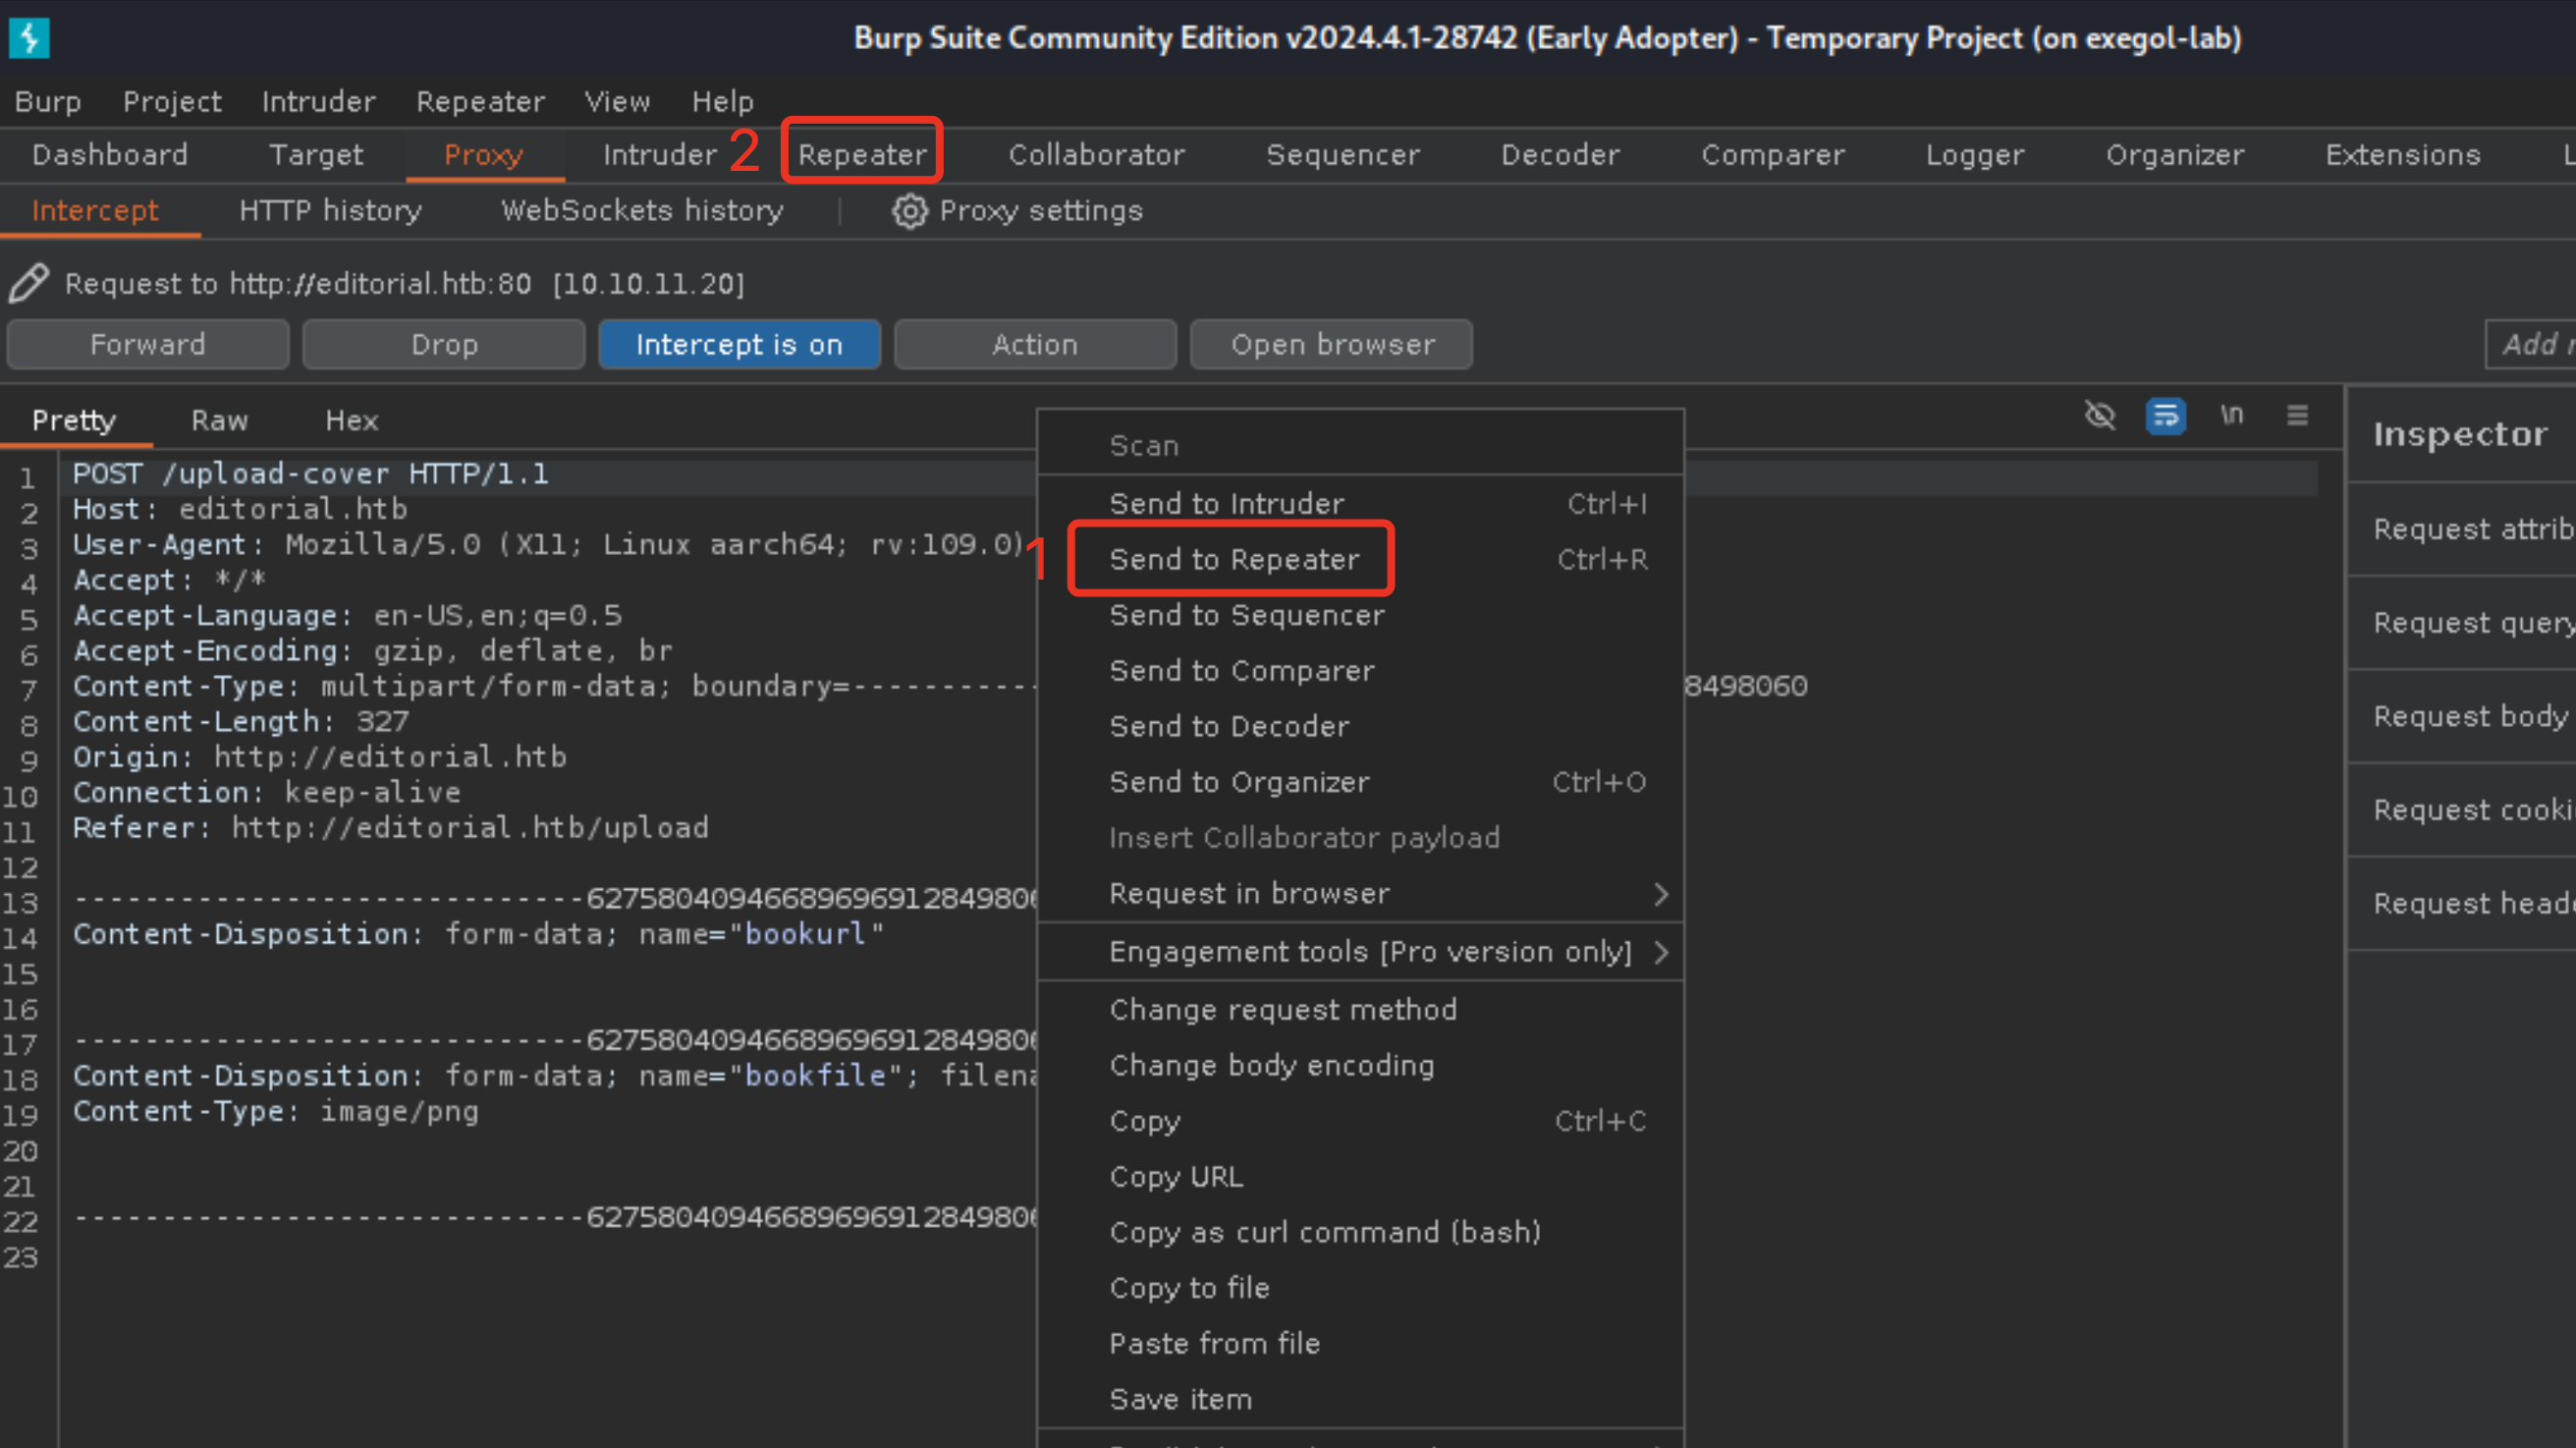 Burp Suite Community Edition v2024.4.1-28742 (Early Adopter) - Temporary Project (on exegol-lab)
Burp Project Intruder Repeater View Help
Dashboard Target Proxy Intruder 2 Repeater Collaborator Sequencer Decoder Comparer Logger Organizer Extensions
Intercept HTTP history WebSockets history | Proxy settings
Request to http://editorial.htb:80 [10.10.11.20]
Forward Drop Intercept is on Action Open browser Add
Pretty Raw Hex \n
Inspector
1 POST /upload-cover HTTP/1.1
2 Host: editorial.htb
3 User-Agent: Mozilla/5.0 (X11; Linux aarch64; rv:109.0)
4 Accept: */*
5 Accept-Language: en-US,en;q=0.5
6 Accept-Encoding: gzip, deflate, br
7 Content-Type: multipart/form-data; boundary=----------- 8498060
8 Content-Length: 327
9 Origin: http://editorial.htb
10 Connection: keep-alive
11 Referer: http://editorial.htb/upload
12
13 -----------------------------62758040946689696912849806
14 Content-Disposition: form-data; name="bookurl"
15
16
17 -----------------------------62758040946689696912849806
18 Content-Disposition: form-data; name="bookfile"; filena
19 Content-Type: image/png
20
21
22 -----------------------------62758040946689696912849806
23
Scan
Send to Intruder Ctrl+I
1 Send to Repeater Ctrl+R
Send to Sequencer
Send to Comparer
Send to Decoder
Send to Organizer Ctrl+O
Insert Collaborator payload
Request in browser
Engagement tools [Pro version only]
Change request method
Change body encoding
Copy Ctrl+C
Copy URL
Copy as curl command (bash)
Copy to file
Paste from file
Save item
Request attrib
Request query
Request body
Request cooki
Request head